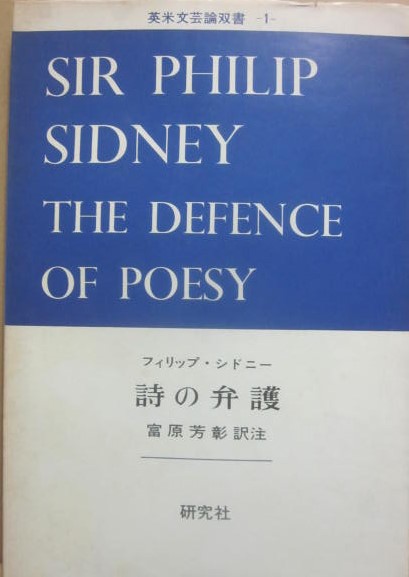 英米文芸論双書 -1-
SIR PHILIP
SIDNEY
THE DEFENCE
OF POESY
フィリップ・シドニー
詩の弁護
富原芳彰訳注
研究社